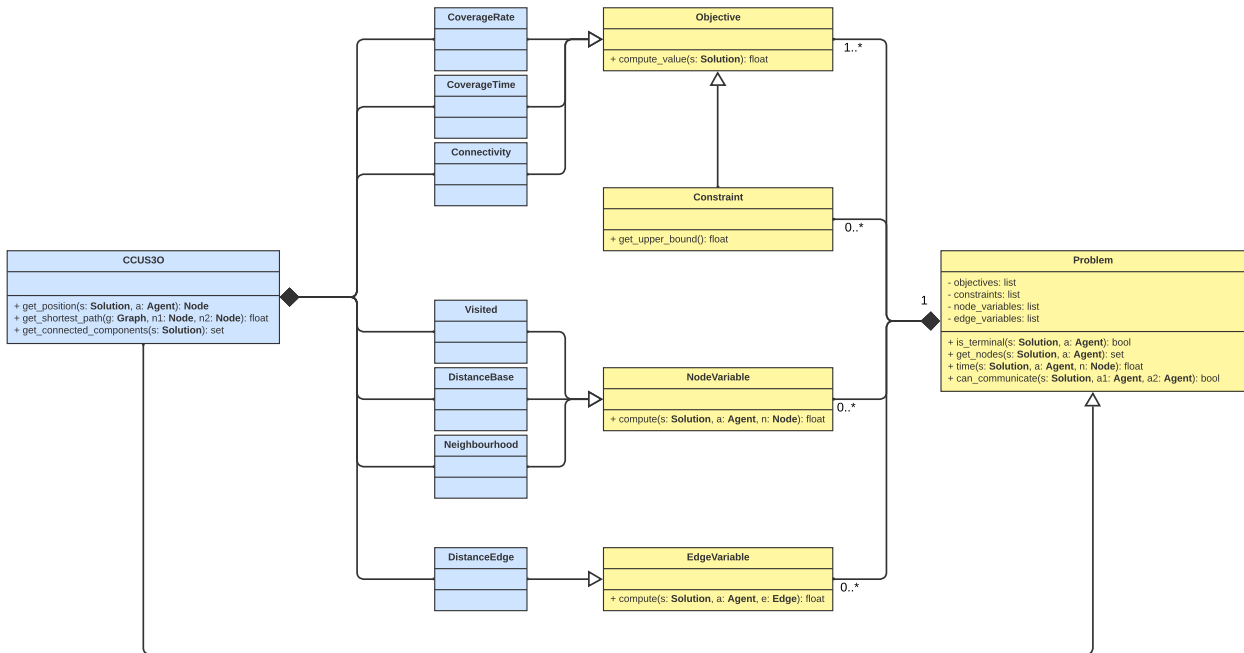 CoverageRate
Objective
+ compute_value(s: Solution): float
1..*
CoverageTime
Connectivity
Constraint
+ get_upper_bound(): float
0..*
CCUS3O
+ get_position(s: Solution, a: Agent): Node
+ get_shortest_path(g: Graph, n1: Node, n2: Node): float
+ get_connected_components(s: Solution): set
Problem
- objectives: list
- constraints: list
- node_variables: list
- edge_variables: list
+ is_terminal(s: Solution, a: Agent): bool
+ get_nodes(s: Solution, a: Agent): set
+ time(s: Solution, a: Agent, n: Node): float
+ can_communicate(s: Solution, a1: Agent, a2: Agent): bool
1
Visited
DistanceBase
NodeVariable
+ compute(s: Solution, a: Agent, n: Node): float
0..*
Neighbourhood
DistanceEdge
EdgeVariable
+ compute(s: Solution, a: Agent, e: Edge): float
0..*